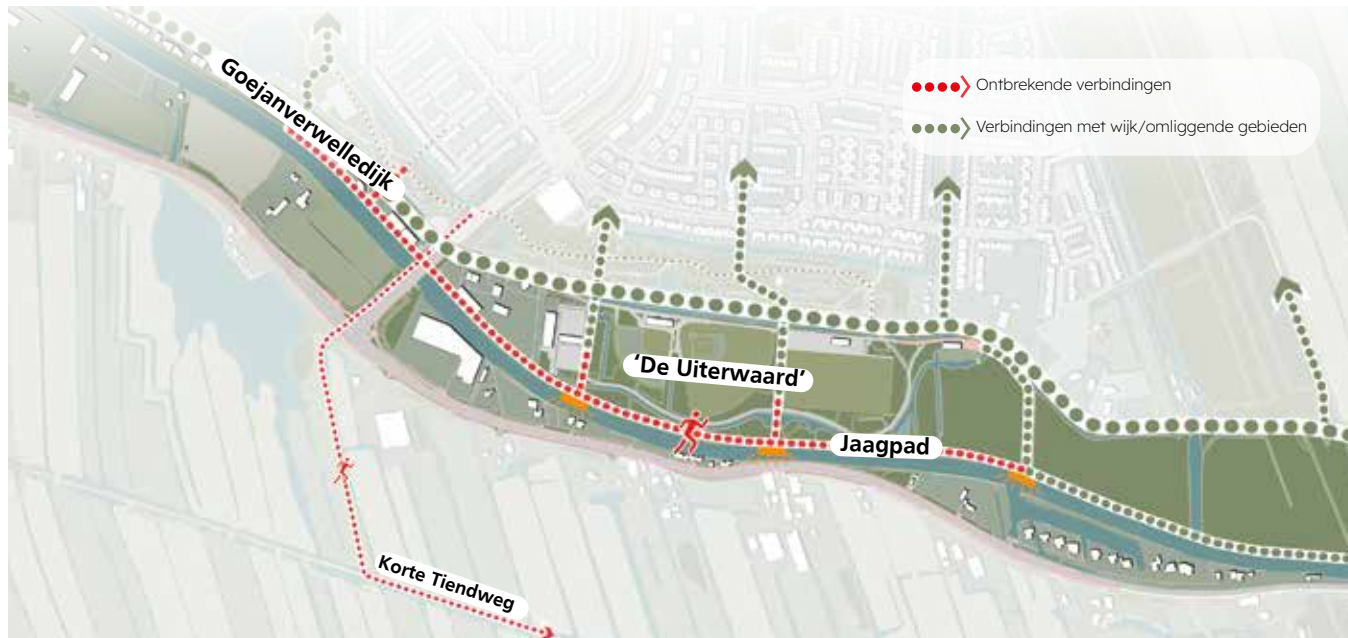 Goejanverwelledijk
Ontbrekende verbindingen
Verbindingen met wijk/omliggende gebieden
'De Uiterwaard'
Jaagpad
Korte Tiendweg